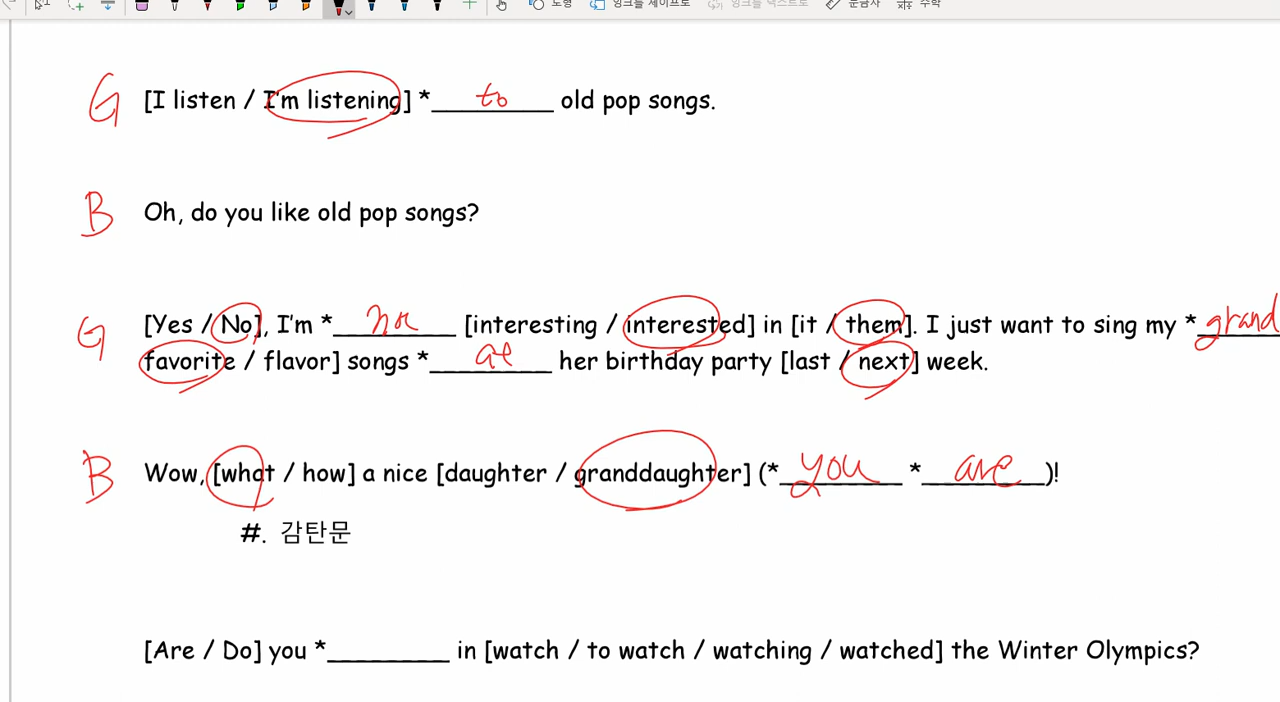 도형 잉크를 셰이프로 잉크를 텍스트로 눈금자 수학
G [I listen / I'm listening] * to old pop songs.
B Oh, do you like old pop songs?
G [Yes / No], I'm * not [interesting / interested] in [it / them]. I just want to sing my * grand
favorite / flavor] songs * at her birthday party [last / next] week.
B Wow, [what / how] a nice [daughter / granddaughter] (* you * are )!
#. 감탄문
[Are / Do] you *________ in [watch / to watch / watching / watched] the Winter Olympics?